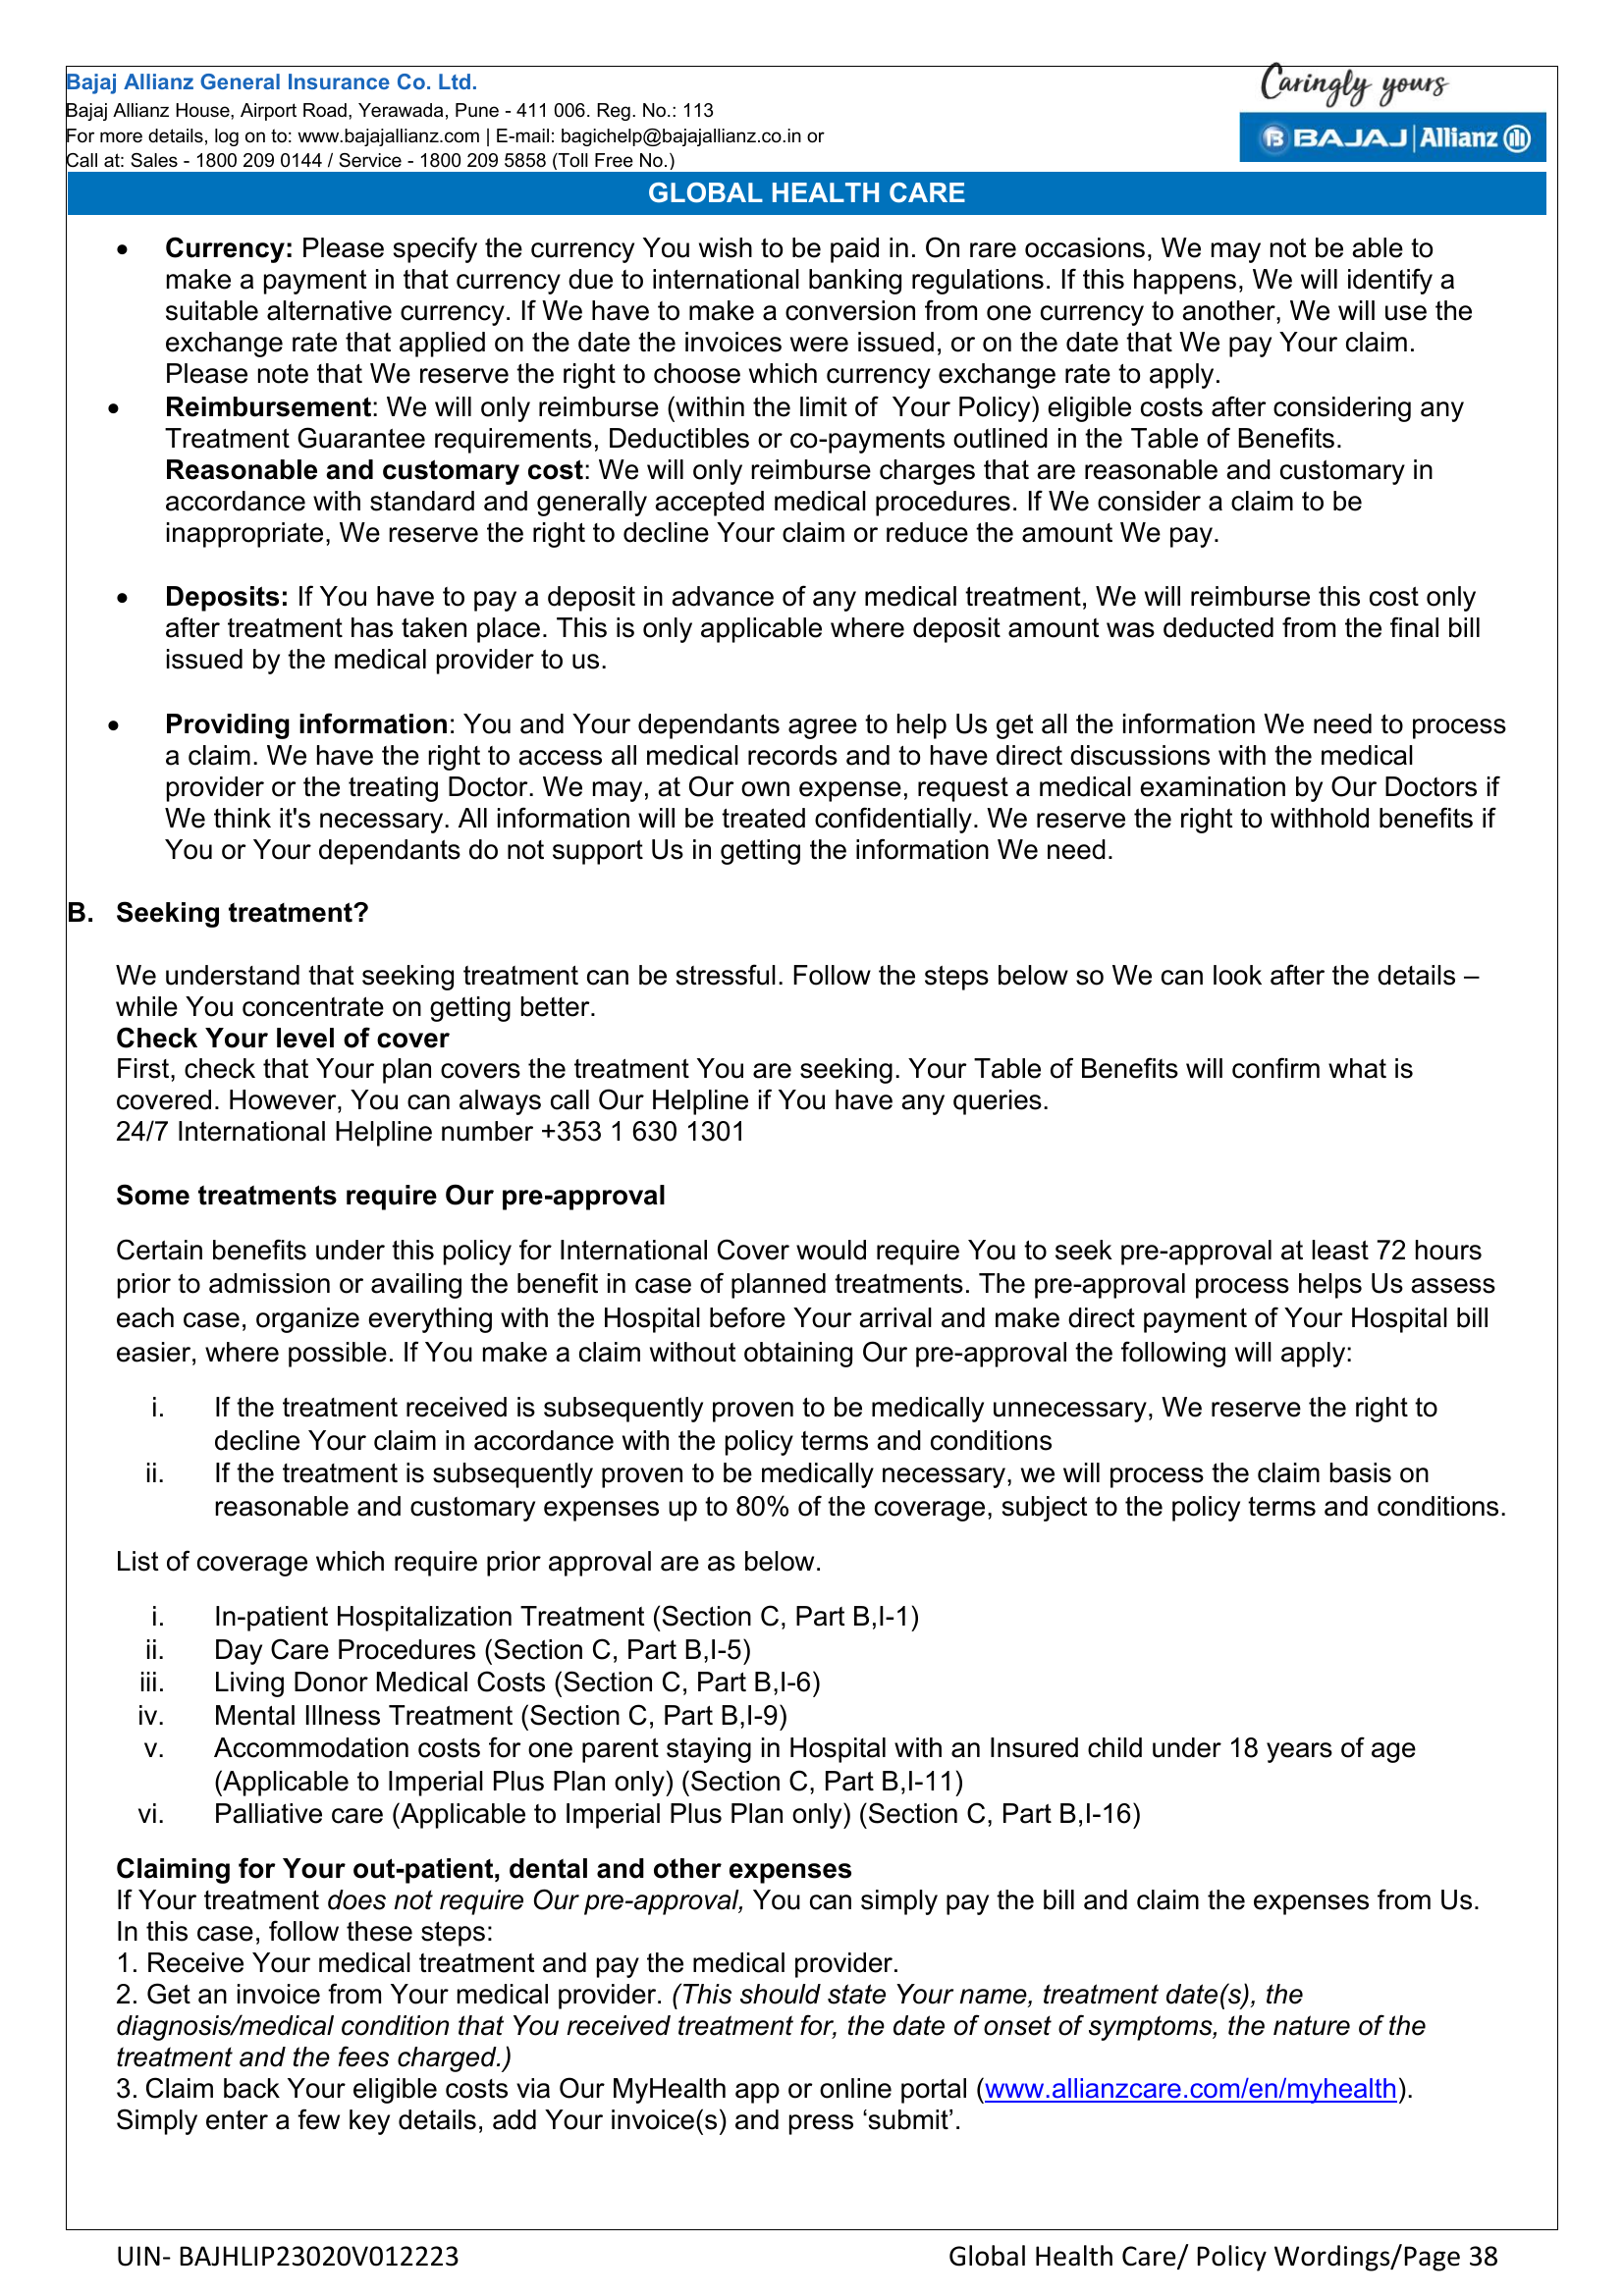 Bajaj Allianz General Insurance Co. Ltd.
Bajaj Allianz House, Airport Road, Yerawada, Pune - 411 006. Reg. No.: 113
For more details, log on to: www.bajajallianz.com | E-mail: bagichelp@bajajallianz.co.in or
Call at: Sales - 1800 209 0144 / Service - 1800 209 5858 (Toll Free No.)
Caringly yours
BAJAJ | Allianz
GLOBAL HEALTH CARE
• Currency: Please specify the currency You wish to be paid in. On rare occasions, We may not be able to
make a payment in that currency due to international banking regulations. If this happens, We will identify a
suitable alternative currency. If We have to make a conversion from one currency to another, We will use the
exchange rate that applied on the date the invoices were issued, or on the date that We pay Your claim.
Please note that We reserve the right to choose which currency exchange rate to apply.
• Reimbursement: We will only reimburse (within the limit of  Your Policy) eligible costs after considering any
Treatment Guarantee requirements, Deductibles or co-payments outlined in the Table of Benefits.
Reasonable and customary cost: We will only reimburse charges that are reasonable and customary in
accordance with standard and generally accepted medical procedures. If We consider a claim to be
inappropriate, We reserve the right to decline Your claim or reduce the amount We pay.
• Deposits: If You have to pay a deposit in advance of any medical treatment, We will reimburse this cost only
after treatment has taken place. This is only applicable where deposit amount was deducted from the final bill
issued by the medical provider to us.
• Providing information: You and Your dependants agree to help Us get all the information We need to process
a claim. We have the right to access all medical records and to have direct discussions with the medical
provider or the treating Doctor. We may, at Our own expense, request a medical examination by Our Doctors if
We think it's necessary. All information will be treated confidentially. We reserve the right to withhold benefits if
You or Your dependants do not support Us in getting the information We need.
B. Seeking treatment?
We understand that seeking treatment can be stressful. Follow the steps below so We can look after the details –
while You concentrate on getting better.
Check Your level of cover
First, check that Your plan covers the treatment You are seeking. Your Table of Benefits will confirm what is
covered. However, You can always call Our Helpline if You have any queries.
24/7 International Helpline number +353 1 630 1301
Some treatments require Our pre-approval
Certain benefits under this policy for International Cover would require You to seek pre-approval at least 72 hours
prior to admission or availing the benefit in case of planned treatments. The pre-approval process helps Us assess
each case, organize everything with the Hospital before Your arrival and make direct payment of Your Hospital bill
easier, where possible. If You make a claim without obtaining Our pre-approval the following will apply:
i. If the treatment received is subsequently proven to be medically unnecessary, We reserve the right to
decline Your claim in accordance with the policy terms and conditions
ii. If the treatment is subsequently proven to be medically necessary, we will process the claim basis on
reasonable and customary expenses up to 80% of the coverage, subject to the policy terms and conditions.
List of coverage which require prior approval are as below.
i. In-patient Hospitalization Treatment (Section C, Part B,I-1)
ii. Day Care Procedures (Section C, Part B,I-5)
iii. Living Donor Medical Costs (Section C, Part B,I-6)
iv. Mental Illness Treatment (Section C, Part B,I-9)
v. Accommodation costs for one parent staying in Hospital with an Insured child under 18 years of age
(Applicable to Imperial Plus Plan only) (Section C, Part B,I-11)
vi. Palliative care (Applicable to Imperial Plus Plan only) (Section C, Part B,I-16)
Claiming for Your out-patient, dental and other expenses
If Your treatment does not require Our pre-approval, You can simply pay the bill and claim the expenses from Us.
In this case, follow these steps:
1. Receive Your medical treatment and pay the medical provider.
2. Get an invoice from Your medical provider. (This should state Your name, treatment date(s), the
diagnosis/medical condition that You received treatment for, the date of onset of symptoms, the nature of the
treatment and the fees charged.)
3. Claim back Your eligible costs via Our MyHealth app or online portal (www.allianzcare.com/en/myhealth).
Simply enter a few key details, add Your invoice(s) and press ‘submit’.
UIN- BAJHLIP23020V012223
Global Health Care/ Policy Wordings/Page 38